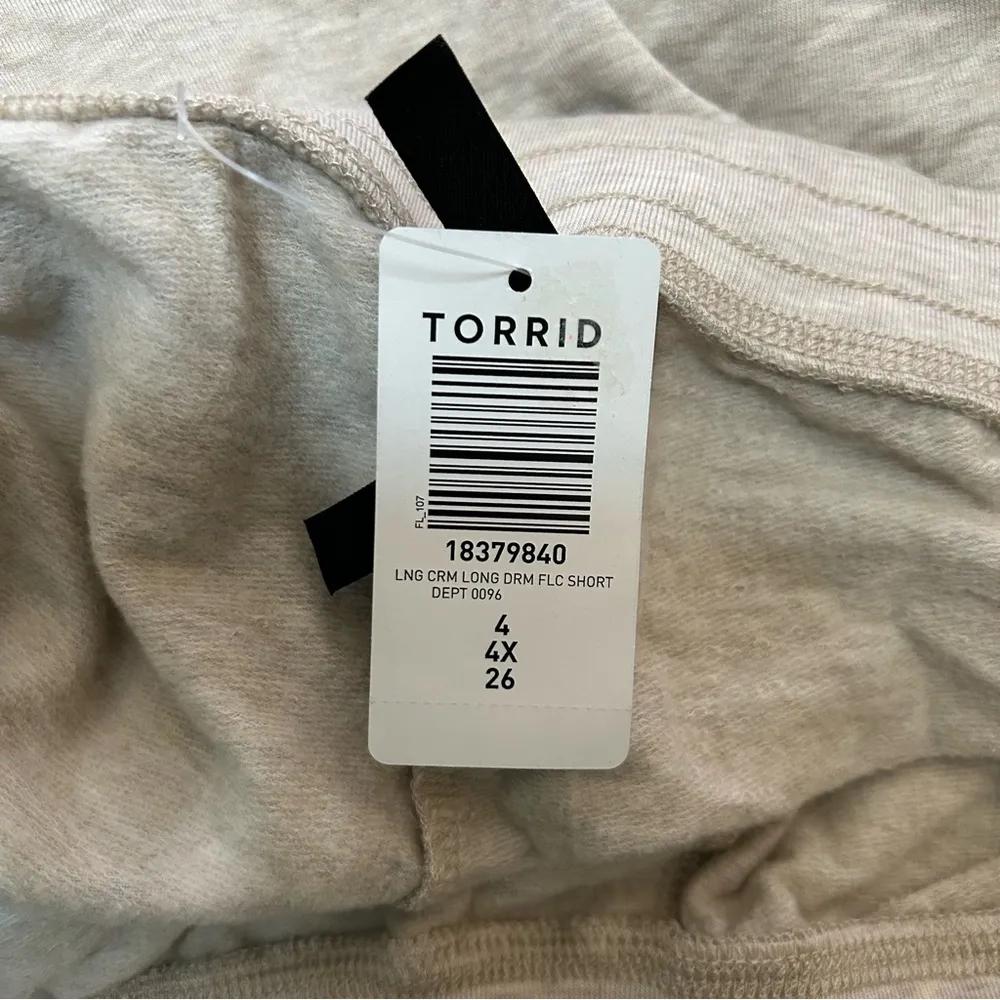 TORRID
FL_107
18379840
LNG CRM LONG DRM FLC SHORT
DEPT 0096
4
4X
26